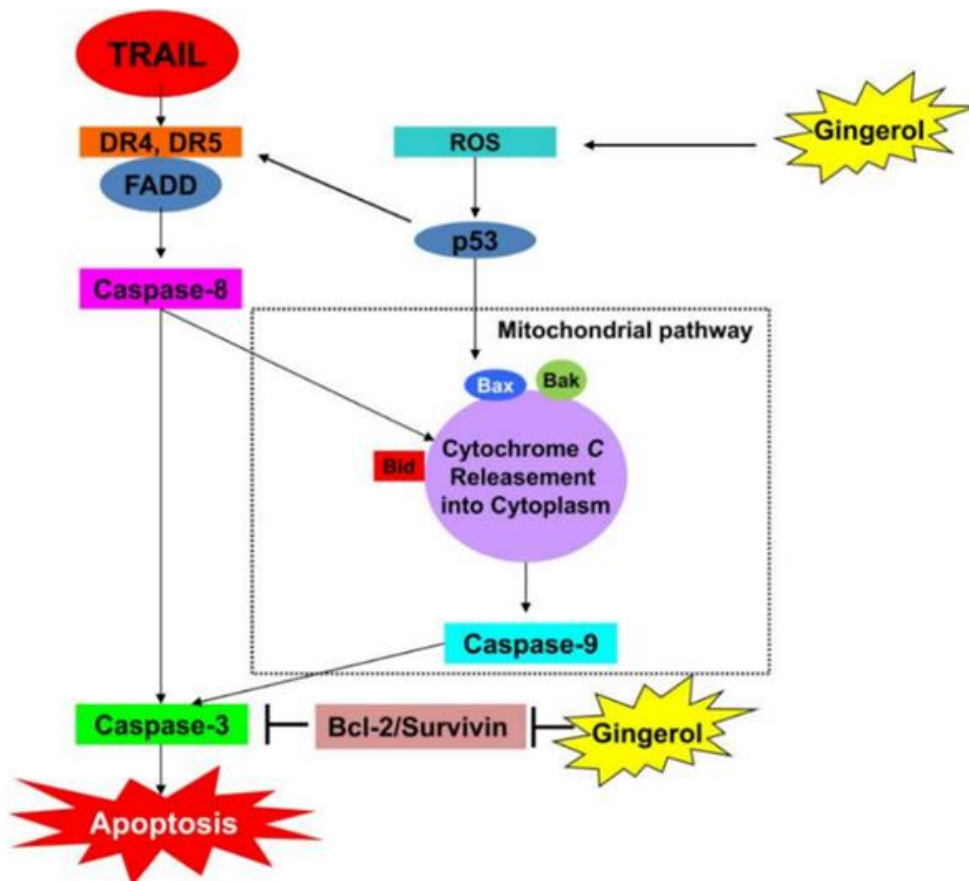 TRAIL
Gingerol
DR4, DR5
ROS
FADD
p53
Caspase-8
Mitochondrial pathway
Bax
Bak
Cytochrome C
Releasement
into Cytoplasm
Bid
Caspase-9
Caspase-3
Bcl-2/Survivin
Gingerol
Apoptosis